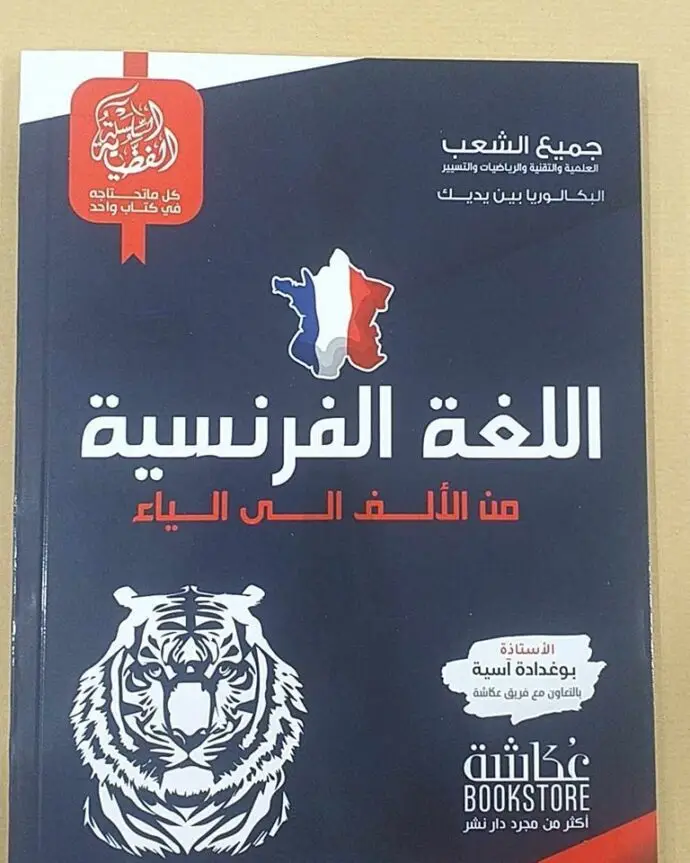 السلسلة
الفضية
كل ماتحتاجه
في كتاب واحد
جميع الشعب
العلمية والتقنية والرياضيات والتسيير
البكالوريا بين يديك
اللغة الفرنسية
من الألف الى الياء
الأستاذة
بوغدادة آسية
بالتعاون مع فريق عكاشة
عُكاشة
BOOKSTORE
أكثر من مجرد دار نشر